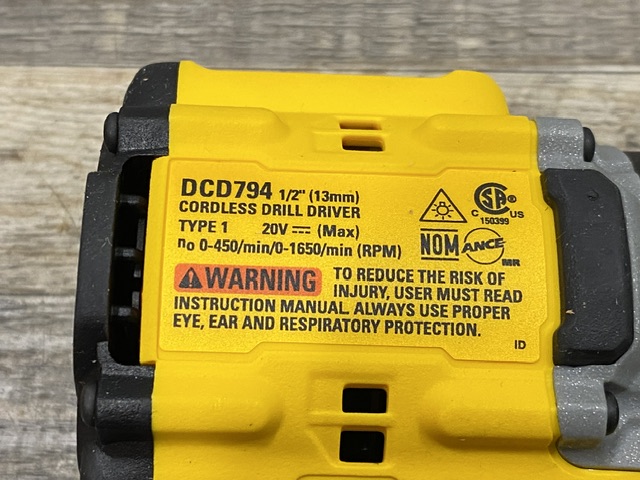 DCD794 1/2" (13mm)
CORDLESS DRILL DRIVER
TYPE 1 20V ⎓ (Max)
no 0-450/min/0-1650/min (RPM)
C SA ®
C US
150399
NOM ANCE
MR
WARNING TO REDUCE THE RISK OF
INJURY, USER MUST READ
INSTRUCTION MANUAL. ALWAYS USE PROPER
EYE, EAR AND RESPIRATORY PROTECTION.
ID